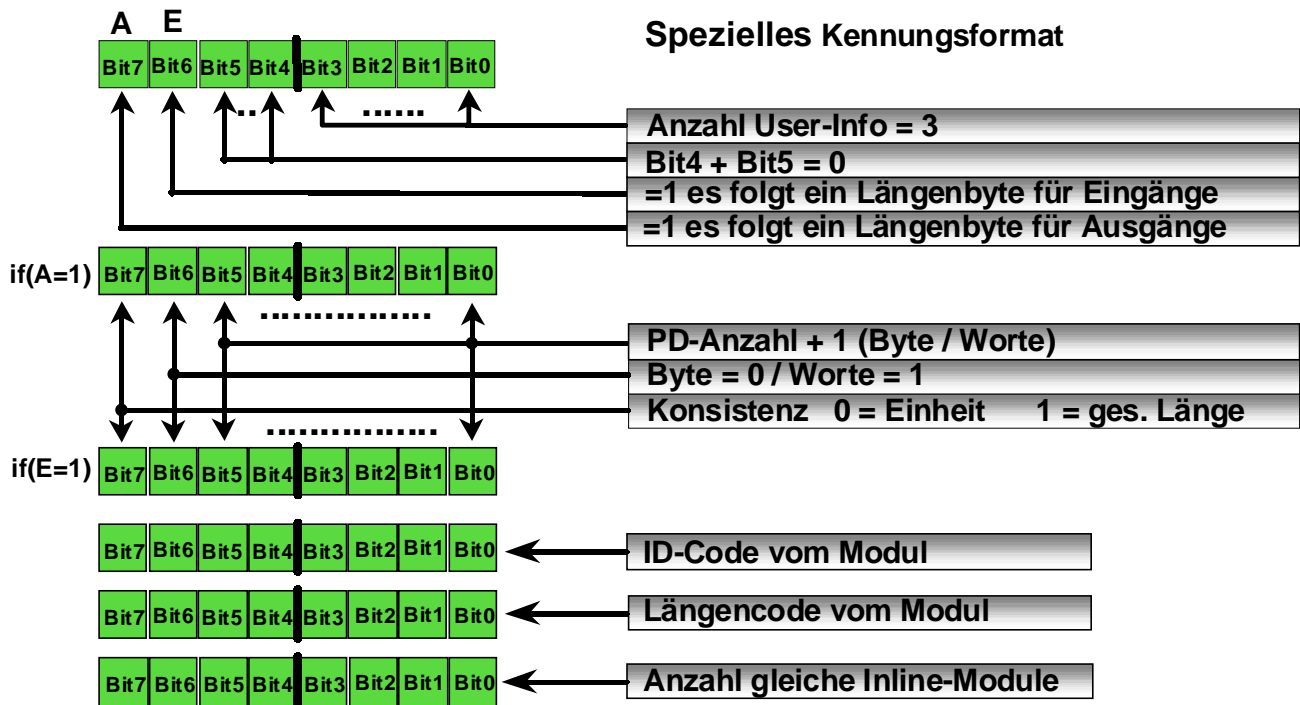 A E
Spezielles Kennungsformat
Bit7 Bit6 Bit5 Bit4 Bit3 Bit2 Bit1 Bit0
Anzahl User-Info = 3
Bit4 + Bit5 = 0
=1 es folgt ein Längenbyte für Eingänge
=1 es folgt ein Längenbyte für Ausgänge
if(A=1) Bit7 Bit6 Bit5 Bit4 Bit3 Bit2 Bit1 Bit0
PD-Anzahl + 1 (Byte / Worte)
Byte = 0 / Worte = 1
Konsistenz 0 = Einheit 1 = ges. Länge
if(E=1) Bit7 Bit6 Bit5 Bit4 Bit3 Bit2 Bit1 Bit0
Bit7 Bit6 Bit5 Bit4 Bit3 Bit2 Bit1 Bit0
ID-Code vom Modul
Bit7 Bit6 Bit5 Bit4 Bit3 Bit2 Bit1 Bit0
Längencode vom Modul
Bit7 Bit6 Bit5 Bit4 Bit3 Bit2 Bit1 Bit0
Anzahl gleiche Inline-Module